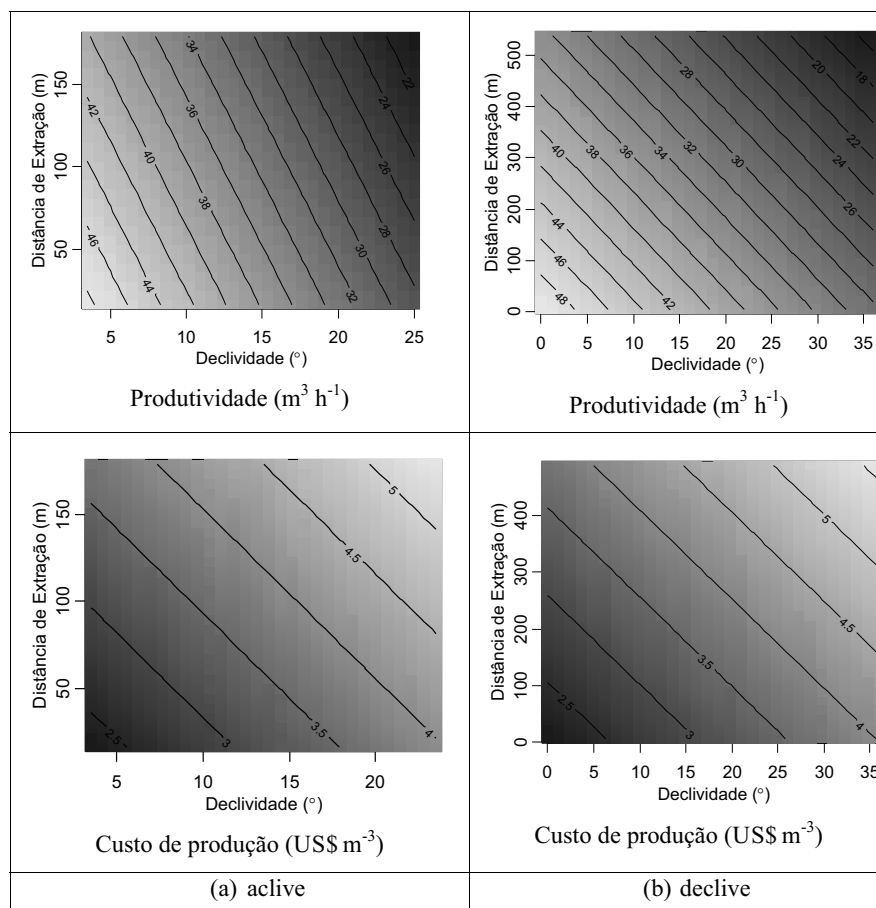 Distância de Extração (m)
50 100 150
22
24
26
28
30
32
34
36
38
40
42
44
46
5 10 15 20 25
Declividade (°)
Produtividade (m³ h⁻¹)
Distância de Extração (m)
0 100 200 300 400 500
18
20
22
24
26
28
30
32
34
36
38
40
42
44
46
48
0 5 10 15 20 25 30 35
Declividade (°)
Produtividade (m³ h⁻¹)
Distância de Extração (m)
50 100 150
2.5
3
3.5
4
4.5
5
5 10 15 20
Declividade (°)
Custo de produção (US$ m⁻³)
Distância de Extração (m)
0 100 200 300 400
2.5
3
3.5
4
4.5
5
0 5 10 15 20 25 30 35
Declividade (°)
Custo de produção (US$ m⁻³)
(a) aclive
(b) declive